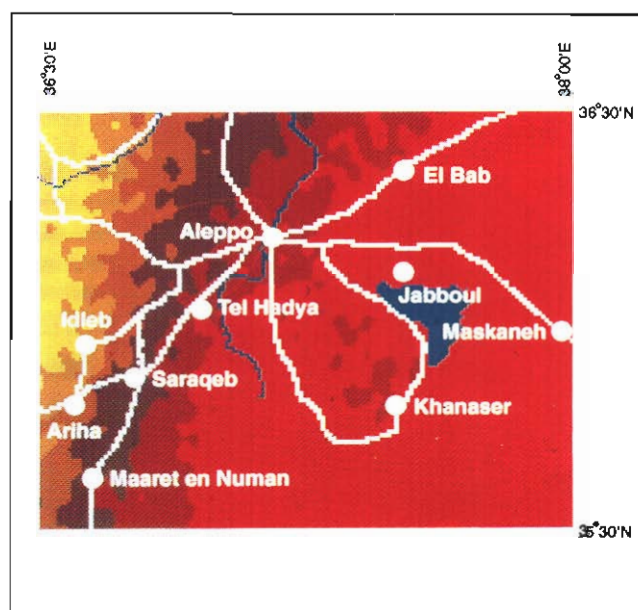 36°30'E
38°00'E
36°30'N
El Bab
Aleppo
Jabboul
Tel Hadya
Idleb
Maskaneh
Saraqeb
Khanaser
Ariha
Maaret en Numan
35°30'N